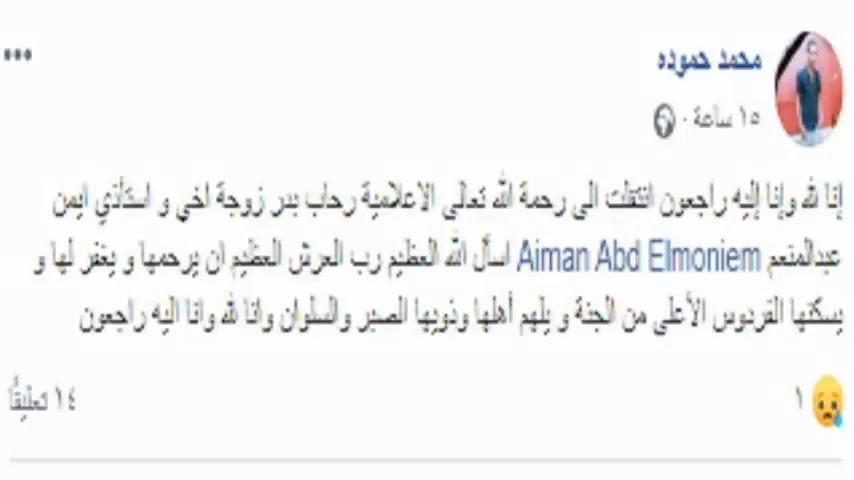 محمد حموده
١٥ ساعة ·
إنا لله وإنا إليه راجعون انتقلت الى رحمة الله تعالى الاعلامية رحاب بدر زوجة اخي و استأذي ايمن
عبدالمنعم Aiman Abd Elmoniem اسأل الله العظيم رب العرش العظيم ان يرحمها و يغفر لها و
يسكنها الفردوس الأعلى من الجنة و يلهم أهلها وذويها الصبر والسلوان وانا لله وانا اليه راجعون
١
١٤ تعليقًا